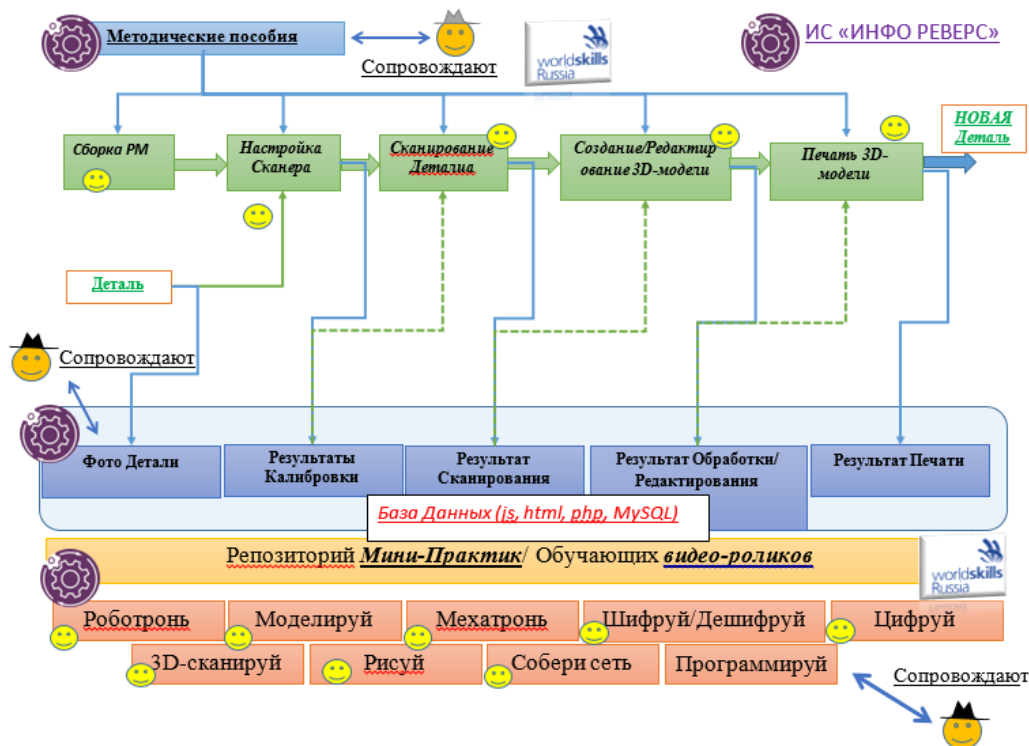 Методические пособия
Сопровождают
worldskills
Russia
ИС «ИНФО РЕВЕРС»
Сборка РМ
Настройка
Сканера
Сканирование
Деталиа
Создание/Редактир
ование 3D-модели
Печать 3D-
модели
НОВАЯ
Деталь
Деталь
Сопровождают
Фото Детали
Результаты
Калибровки
Результат
Сканирования
Результат Обработки/
Редактирования
Результат Печати
База Данных (js, html, php, MySQL)
Репозиторий Мини-Практик/ Обучающих видео-роликов
worldskills
Russia
Роботронь
Моделируй
Мехатронь
Шифруй/Дешифруй
Цифруй
3D-сканируй
Рисуй
Собери сеть
Программируй
Сопровождают